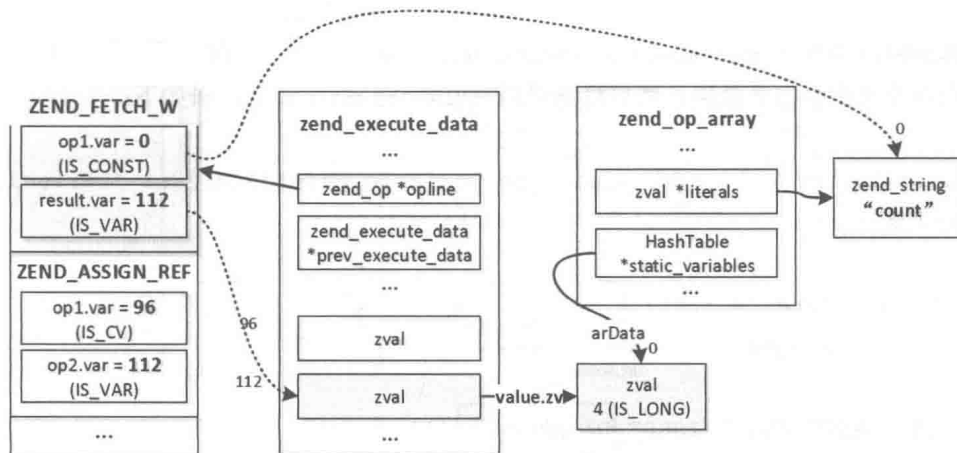 ZEND_FETCH_W
op1.var = 0
(IS_CONST)
result.var = 112
(IS_VAR)
ZEND_ASSIGN_REF
op1.var = 96
(IS_CV)
op2.var = 112
(IS_VAR)
...
96
112
zend_execute_data
...
zend_op *opline
zend_execute_data
*prev_execute_data
...
zval
zval
...
value.zv
zend_op_array
...
zval *literals
HashTable
*static_variables
...
arData
0
zval
4 (IS_LONG)
0
zend_string
“count”